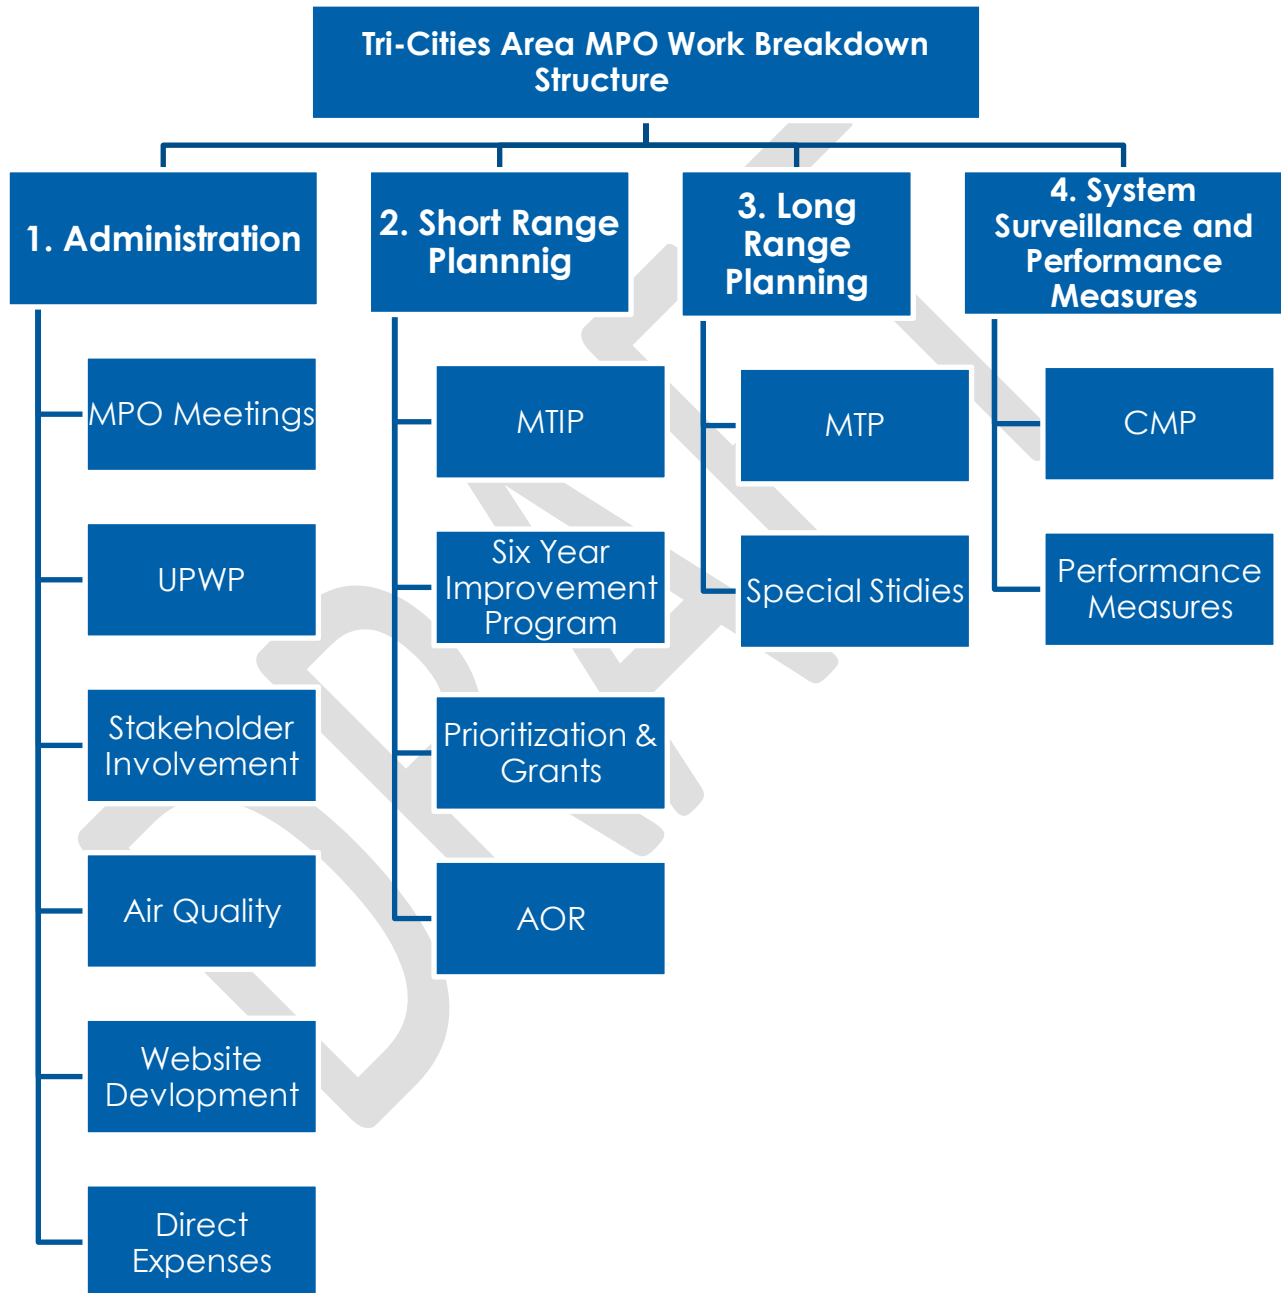 Tri-Cities Area MPO Work Breakdown
Structure
1. Administration
MPO Meetings
UPWP
Stakeholder
Involvement
Air Quality
Website
Devlopment
Direct
Expenses
2. Short Range
Plannnig
MTIP
Six Year
Improvement
Program
Prioritization &
Grants
AOR
3. Long
Range
Planning
MTP
Special Stidies
4. System
Surveillance and
Performance
Measures
CMP
Performance
Measures
DRAFT